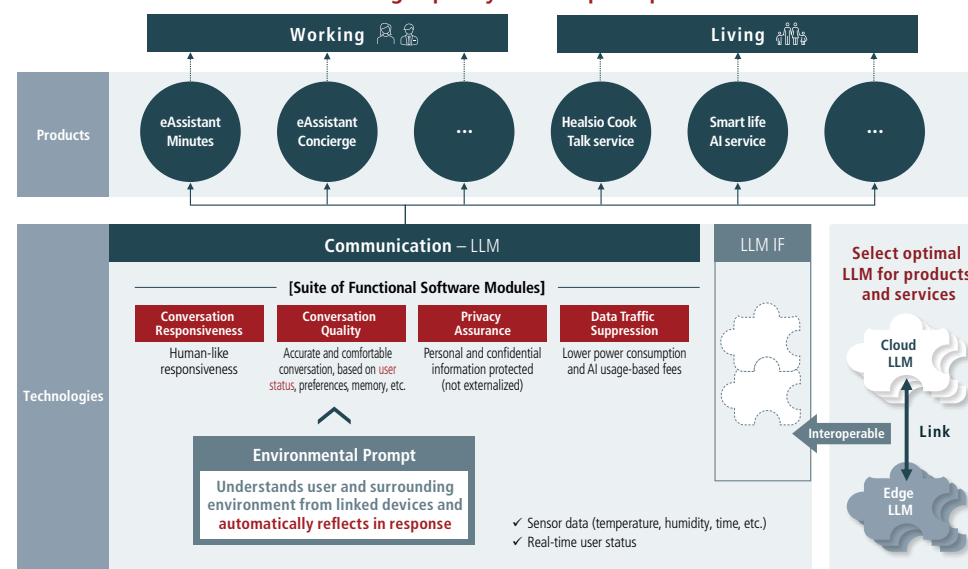 Working
Living
Products
eAssistant
Minutes
eAssistant
Concierge
...
Healsio Cook
Talk service
Smart life
AI service
...
Technologies
Communication – LLM
[Suite of Functional Software Modules]
Conversation
Responsiveness
Human-like
responsiveness
Conversation
Quality
Accurate and comfortable
conversation, based on user
status, preferences, memory, etc.
Privacy
Assurance
Personal and confidential
information protected
(not externalized)
Data Traffic
Suppression
Lower power consumption
and AI usage-based fees
Environmental Prompt
Understands user and surrounding
environment from linked devices and
automatically reflects in response
✓ Sensor data (temperature, humidity, time, etc.)
✓ Real-time user status
LLM IF
Select optimal
LLM for products
and services
Cloud
LLM
Interoperable
Link
Edge
LLM